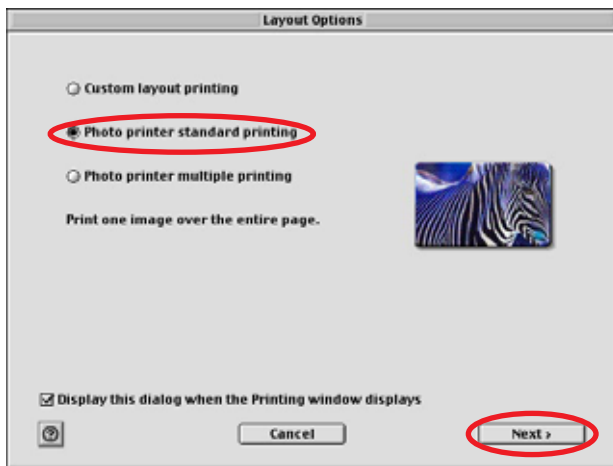 Layout Options
Custom layout printing
Photo printer standard printing
Photo printer multiple printing
Print one image over the entire page.
Display this dialog when the Printing window displays
?
Cancel
Next >